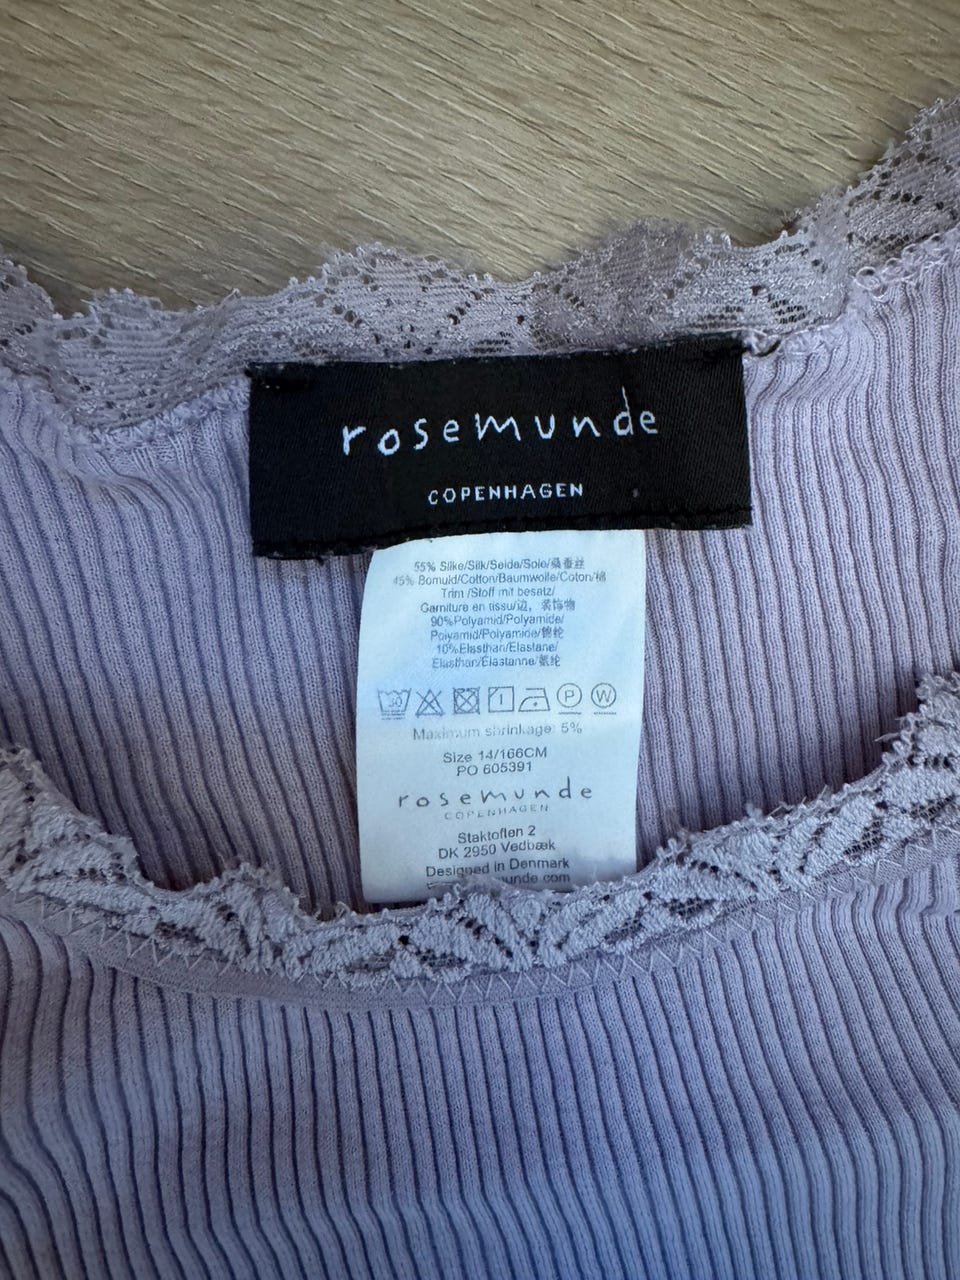 rosemunde
COPENHAGEN
55% Silke/Silk/Seide/Soie/桑蚕丝
45% Bomuld/Cotton/Baumwolle/Coton/棉
Trim /Stoff mit besatz/
Garniture en tissu/边, 装饰物
90%Polyamid/Polyamide/
Polyamid/Polyamide/锦纶
10%Elasthan/Elastane/
Elasthan/Elastanne/氨纶
30 P W
Maximum shrinkage: 5%
Size 14/166CM
PO 605391
rosemunde
COPENHAGEN
Staktoften 2
DK 2950 Vedbæk
Designed in Denmark
unde.com